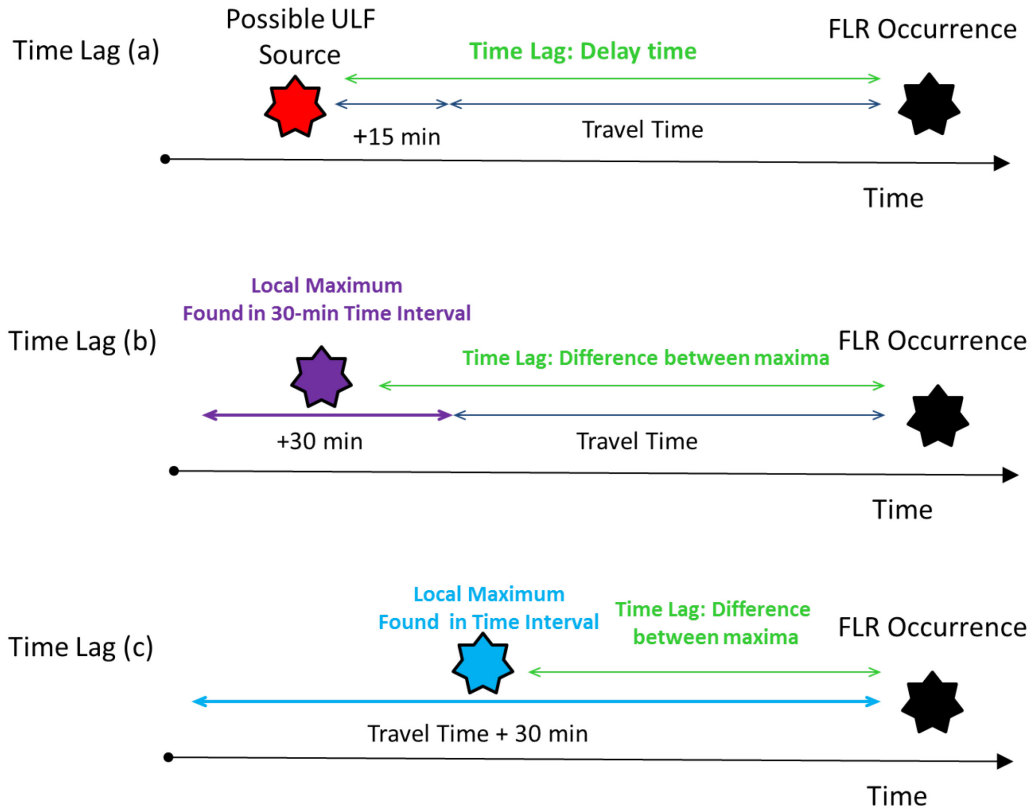 Possible ULF
Source
FLR Occurrence
Time Lag (a)
Time Lag: Delay time
+15 min
Travel Time
Time
Local Maximum
Found in 30-min Time Interval
Time Lag (b)
FLR Occurrence
Time Lag: Difference between maxima
+30 min
Travel Time
Time
Local Maximum
Found in Time Interval
Time Lag: Difference
between maxima
Time Lag (c)
FLR Occurrence
Travel Time + 30 min
Time